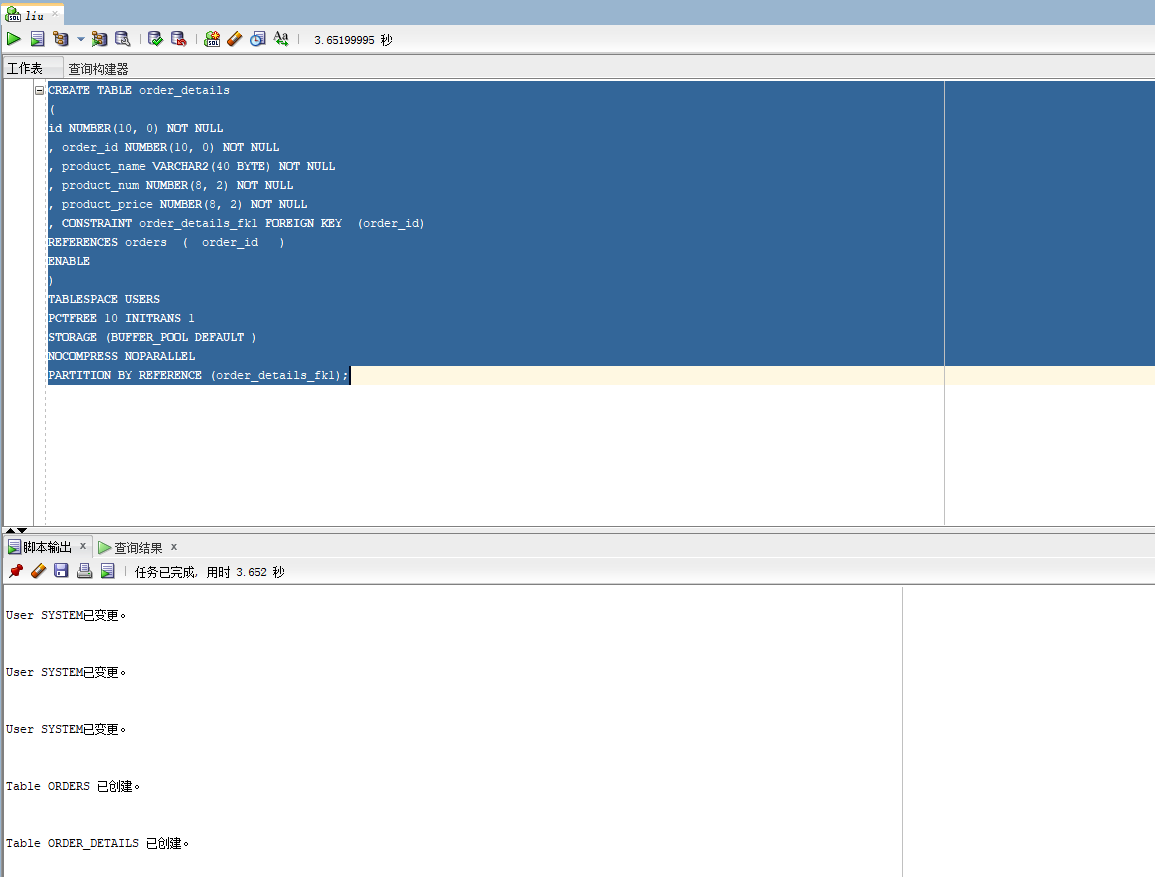 liu
3.65199995 秒
工作表 查询构建器
CREATE TABLE order_details
(
id NUMBER(10, 0) NOT NULL
, order_id NUMBER(10, 0) NOT NULL
, product_name VARCHAR2(40 BYTE) NOT NULL
, product_num NUMBER(8, 2) NOT NULL
, product_price NUMBER(8, 2) NOT NULL
, CONSTRAINT order_details_fk1 FOREIGN KEY  (order_id)
REFERENCES orders  (  order_id   )
ENABLE
)
TABLESPACE USERS
PCTFREE 10 INITRANS 1
STORAGE (BUFFER_POOL DEFAULT )
NOCOMPRESS NOPARALLEL
PARTITION BY REFERENCE (order_details_fk1);
脚本输出 x 查询结果 x
任务已完成, 用时 3.652 秒
User SYSTEM已变更。
User SYSTEM已变更。
User SYSTEM已变更。
Table ORDERS 已创建。
Table ORDER_DETAILS 已创建。